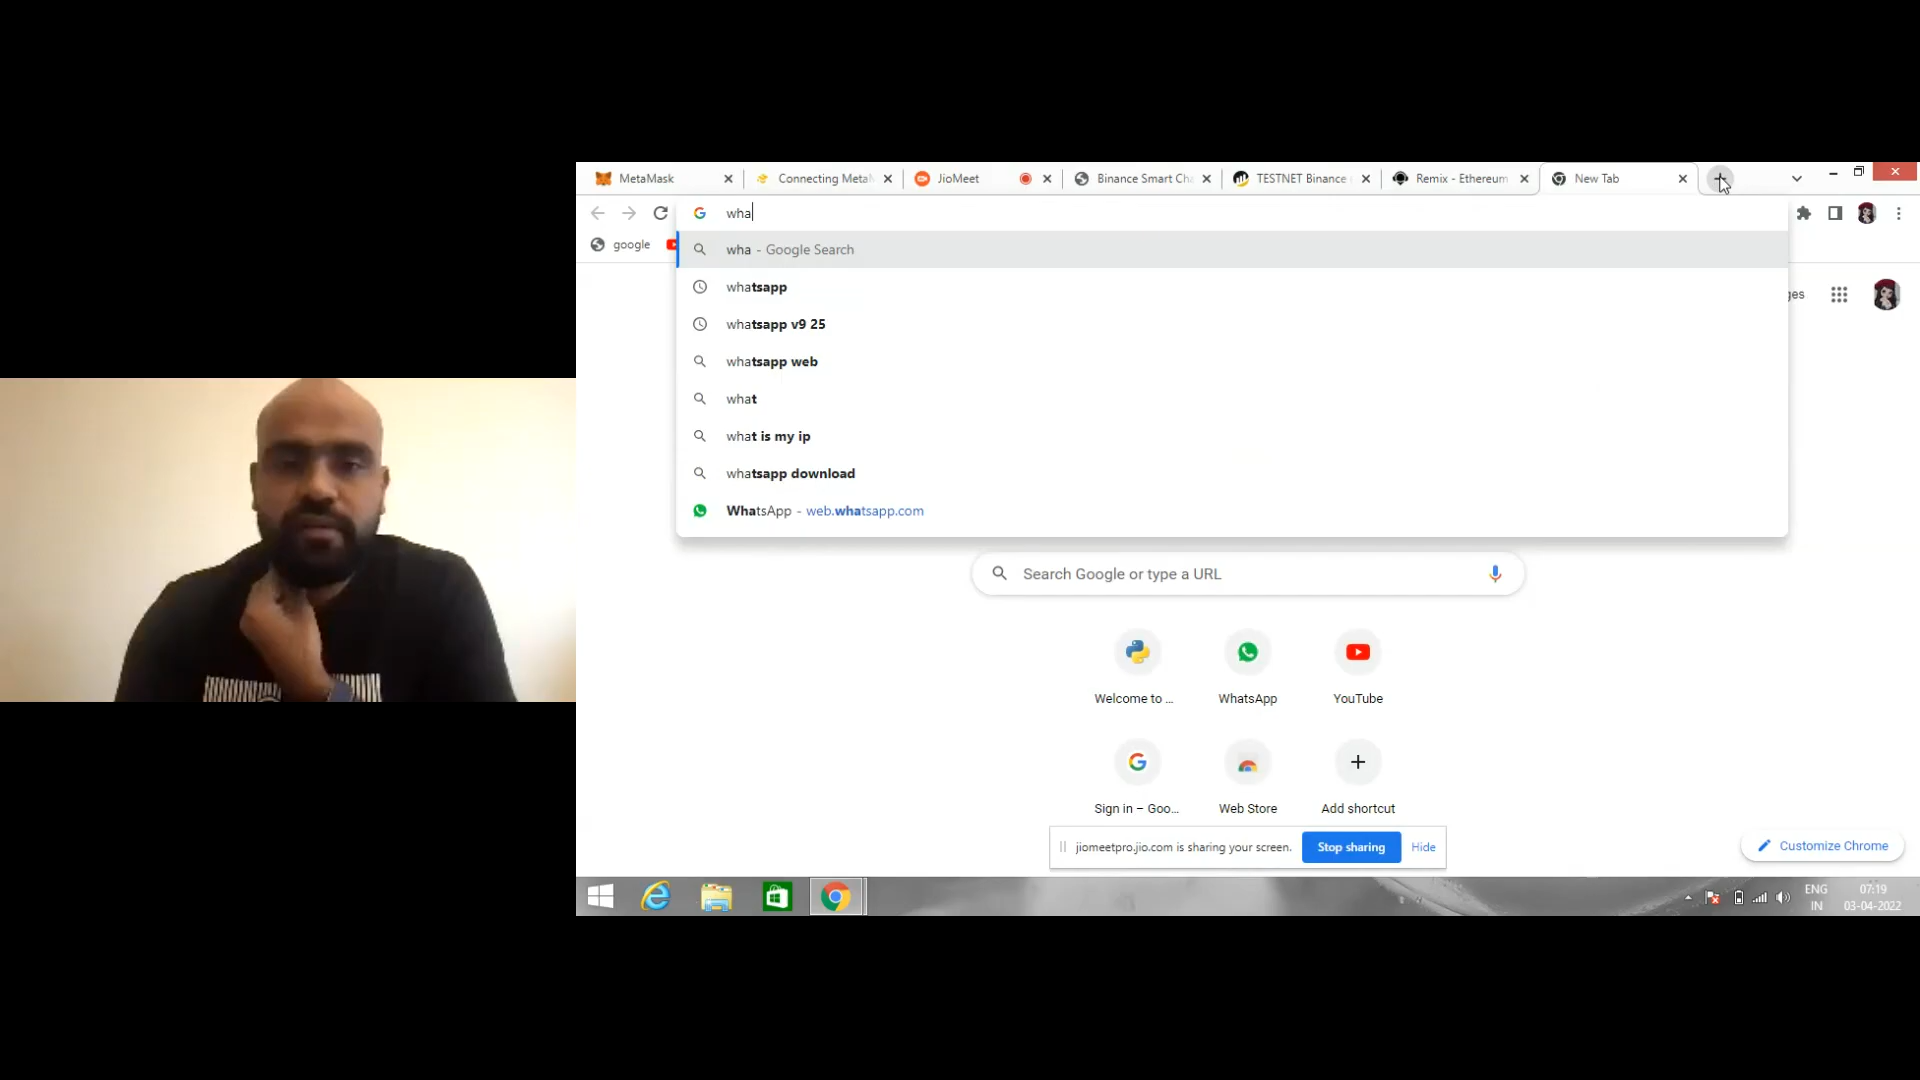 MetaMask
Connecting MetaM
JioMeet
Binance Smart Cha
TESTNET Binance
Remix - Ethereum
New Tab
wha
google
wha - Google Search
whatsapp
whatsapp v9 25
whatsapp web
what
what is my ip
whatsapp download
WhatsApp - web.whatsapp.com
Search Google or type a URL
Welcome to ...
WhatsApp
YouTube
Sign in – Goo...
Web Store
Add shortcut
jiomeetpro.jio.com is sharing your screen.
Stop sharing
Hide
Customize Chrome
ENG
IN
07:19
03-04-2022